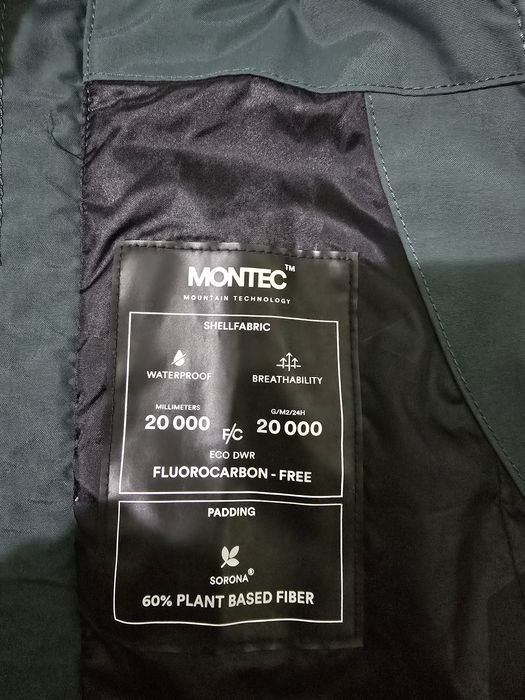 MONTEC™
MOUNTAIN TECHNOLOGY
SHELLFABRIC
WATERPROOF BREATHABILITY
MILLIMETERS G/M2/24H
20 000 F/C 20 000
ECO DWR
FLUOROCARBON - FREE
PADDING
SORONA®
60% PLANT BASED FIBER